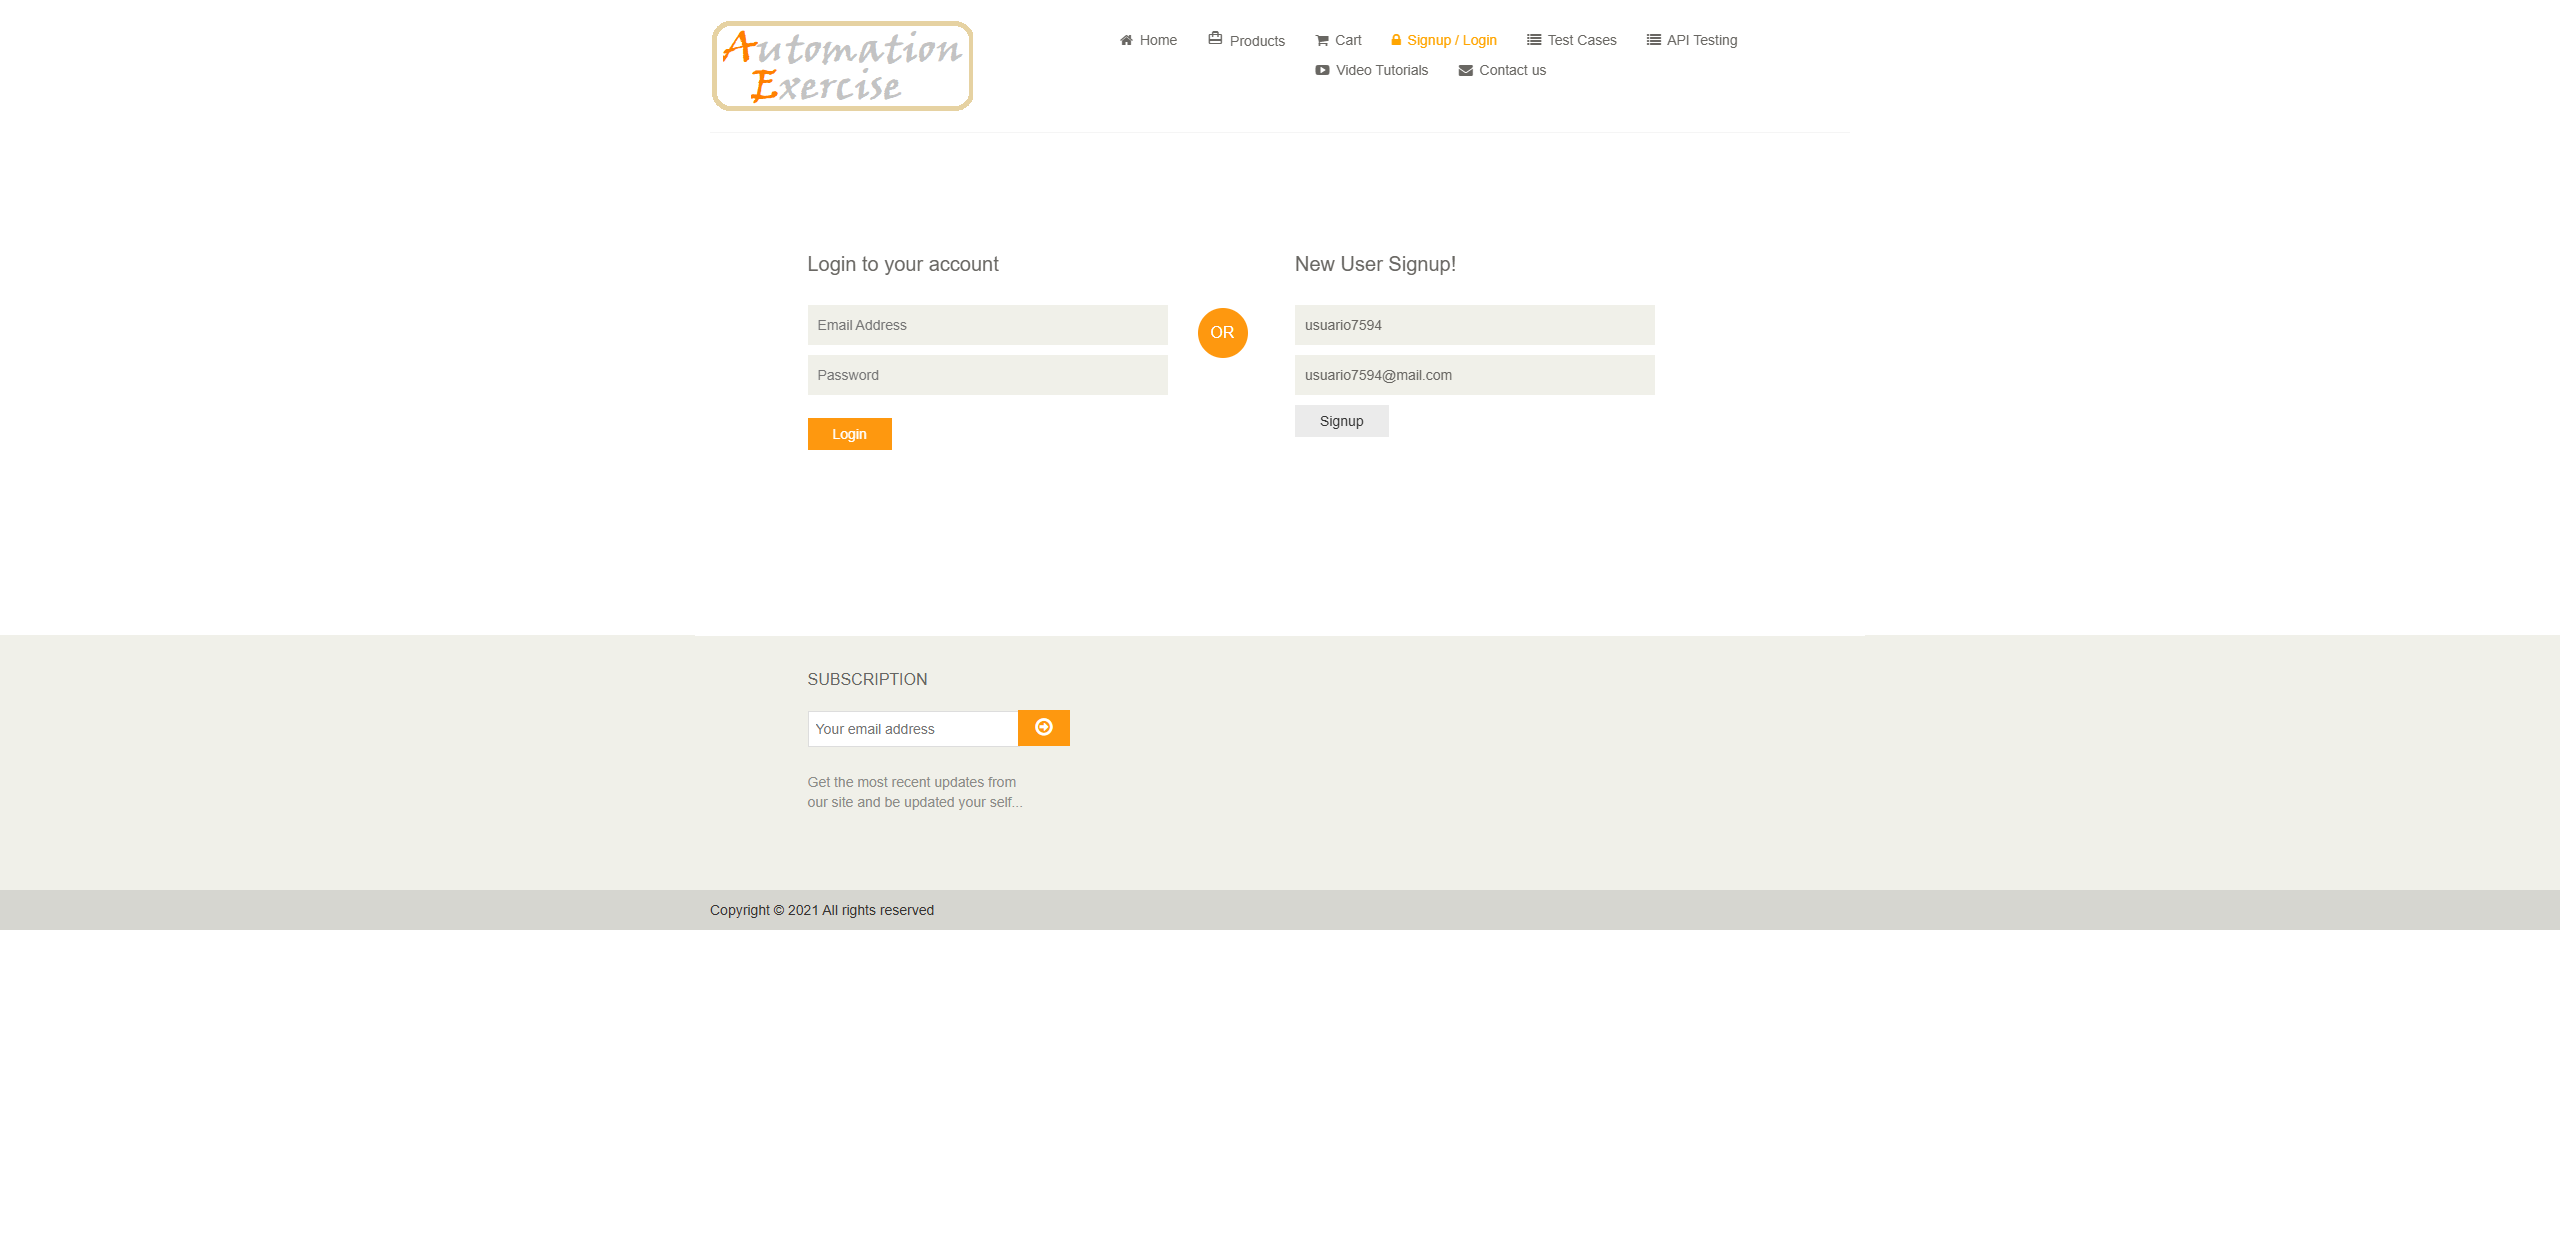 Automation
Exercise
Home
Products
Cart
Signup / Login
Test Cases
API Testing
Video Tutorials
Contact us
Login to your account
Email Address
Password
Login
OR
New User Signup!
usuario7594
usuario7594@mail.com
Signup
SUBSCRIPTION
Your email address
Get the most recent updates from
our site and be updated your self...
Copyright © 2021 All rights reserved